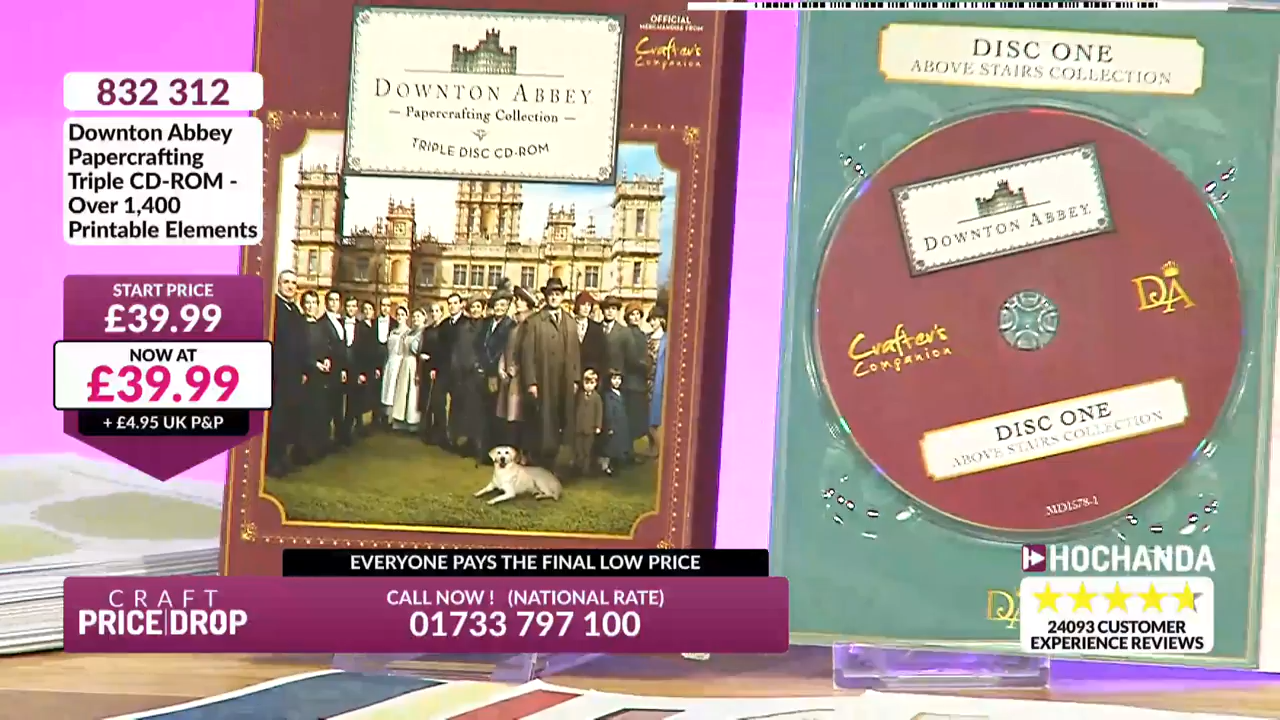 832 312
Downton Abbey
Papercrafting
Triple CD-ROM -
Over 1,400
Printable Elements
START PRICE
£39.99
NOW AT
£39.99
+ £4.95 UK P&P
OFFICIAL
MERCHANDISE FROM
Crafter's
Companion
DOWNTON ABBEY
— Papercrafting Collection —
TRIPLE DISC CD-ROM
DISC ONE
ABOVE STAIRS COLLECTION
DOWNTON ABBEY
DA
Crafter's
Companion
DISC ONE
ABOVE STAIRS COLLECTION
MD1578-1
DA
EVERYONE PAYS THE FINAL LOW PRICE
CRAFT
PRICE DROP
CALL NOW ! (NATIONAL RATE)
01733 797 100
HOCHANDA
24093 CUSTOMER
EXPERIENCE REVIEWS